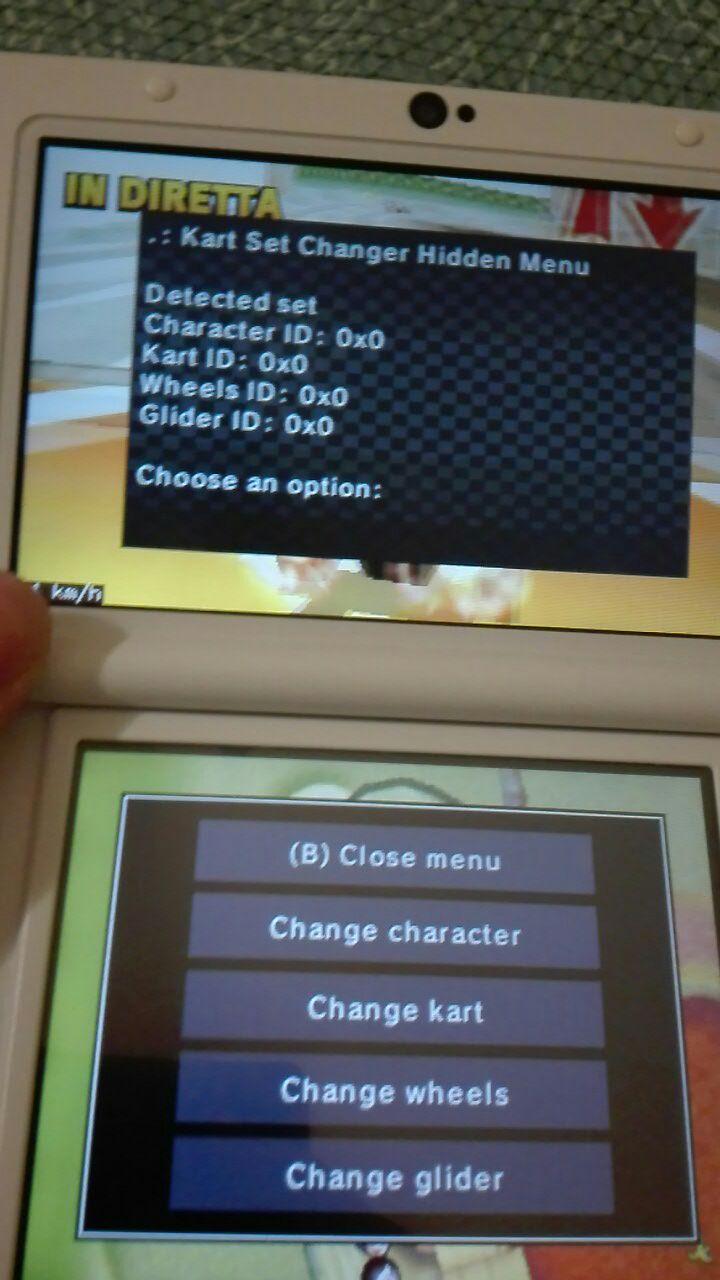 IN DIRETTA
.: Kart Set Changer Hidden Menu
Detected set
Character ID: 0x0
Kart ID: 0x0
Wheels ID: 0x0
Glider ID: 0x0
Choose an option:
km/h
(B) Close menu
Change character
Change kart
Change wheels
Change glider